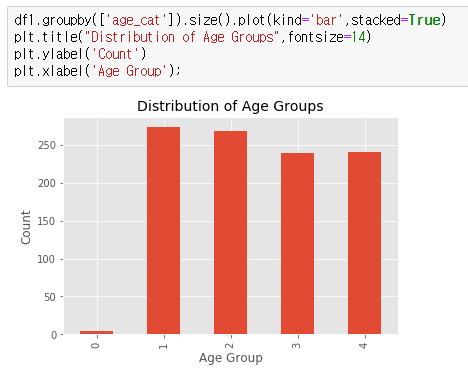 df1.groupby(['age_cat']).size().plot(kind='bar',stacked=True)
plt.title("Distribution of Age Groups",fontsize=14)
plt.ylabel('Count')
plt.xlabel('Age Group');
Distribution of Age Groups
250
200
150
100
50
0
Count
0 1 2 3 4
Age Group